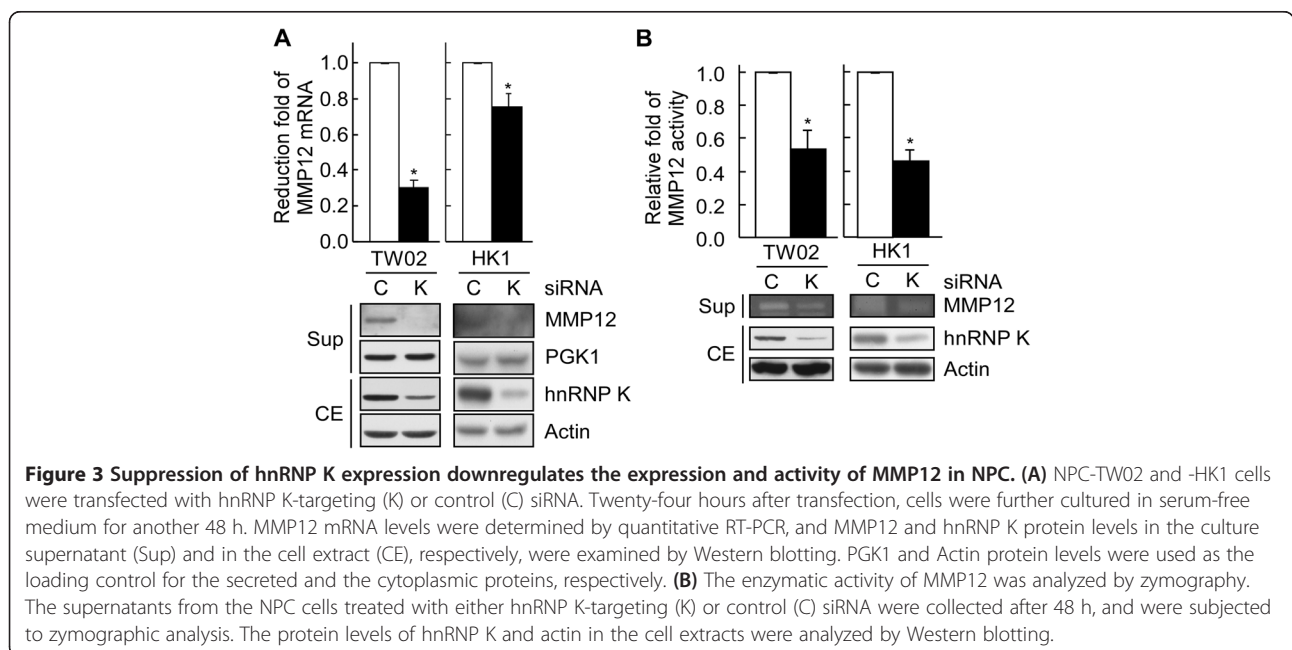 A
B
Reduction fold of
MMP12 mRNA
1.0
0.8
0.6
0.4
0.2
0.0
*
*
TW02 HK1
C K C K siRNA
Sup MMP12
PGK1
CE hnRNP K
Actin
Relative fold of
MMP12 activity
1.0
0.8
0.6
0.4
0.2
0.0
*
*
TW02 HK1
C K C K siRNA
Sup MMP12
CE hnRNP K
Actin
Figure 3 Suppression of hnRNP K expression downregulates the expression and activity of MMP12 in NPC. (A) NPC-TW02 and -HK1 cells
were transfected with hnRNP K-targeting (K) or control (C) siRNA. Twenty-four hours after transfection, cells were further cultured in serum-free
medium for another 48 h. MMP12 mRNA levels were determined by quantitative RT-PCR, and MMP12 and hnRNP K protein levels in the culture
supernatant (Sup) and in the cell extract (CE), respectively, were examined by Western blotting. PGK1 and Actin protein levels were used as the
loading control for the secreted and the cytoplasmic proteins, respectively. (B) The enzymatic activity of MMP12 was analyzed by zymography.
The supernatants from the NPC cells treated with either hnRNP K-targeting (K) or control (C) siRNA were collected after 48 h, and were subjected
to zymographic analysis. The protein levels of hnRNP K and actin in the cell extracts were analyzed by Western blotting.